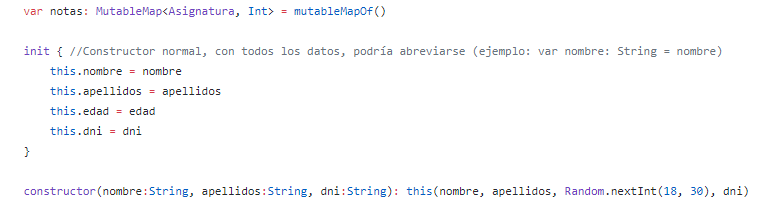 var notas: MutableMap<Asignatura, Int> = mutableMapOf()
init { //Constructor normal, con todos los datos, podría abreviarse (ejemplo: var nombre: String = nombre)
this.nombre = nombre
this.apellidos = apellidos
this.edad = edad
this.dni = dni
}
constructor(nombre:String, apellidos:String, dni:String): this(nombre, apellidos, Random.nextInt(18, 30), dni)